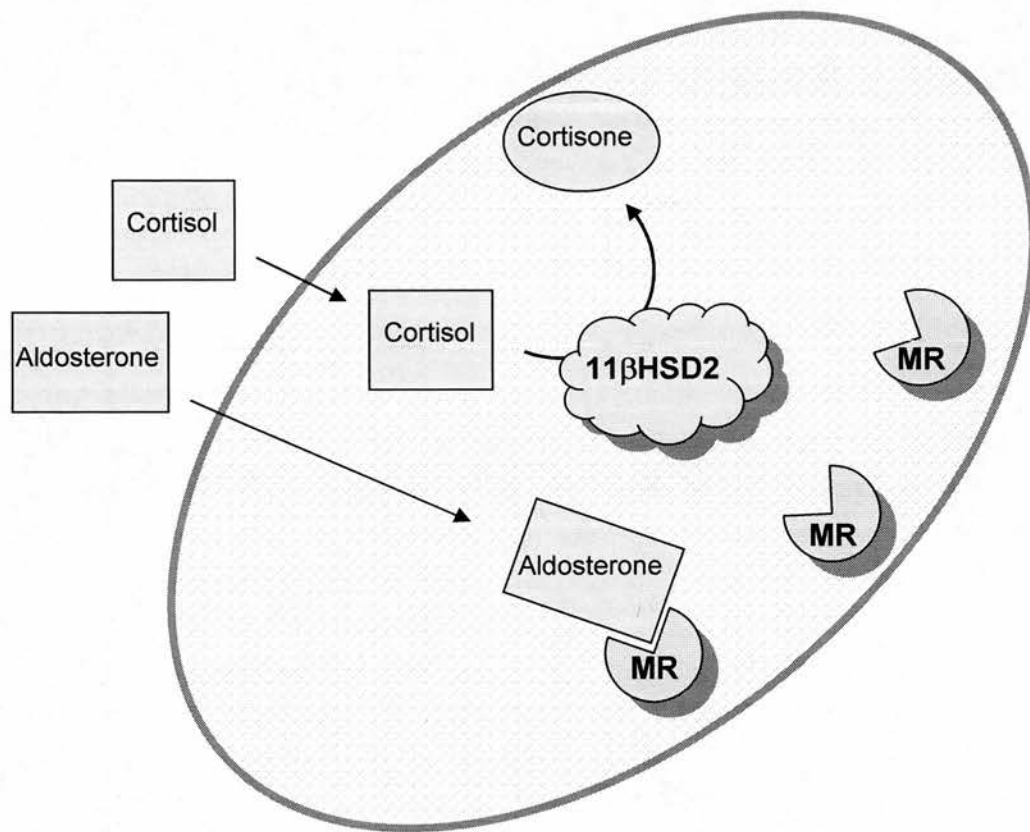 Cortisone
Cortisol
Aldosterone
Cortisol
11βHSD2
MR
MR
Aldosterone
MR